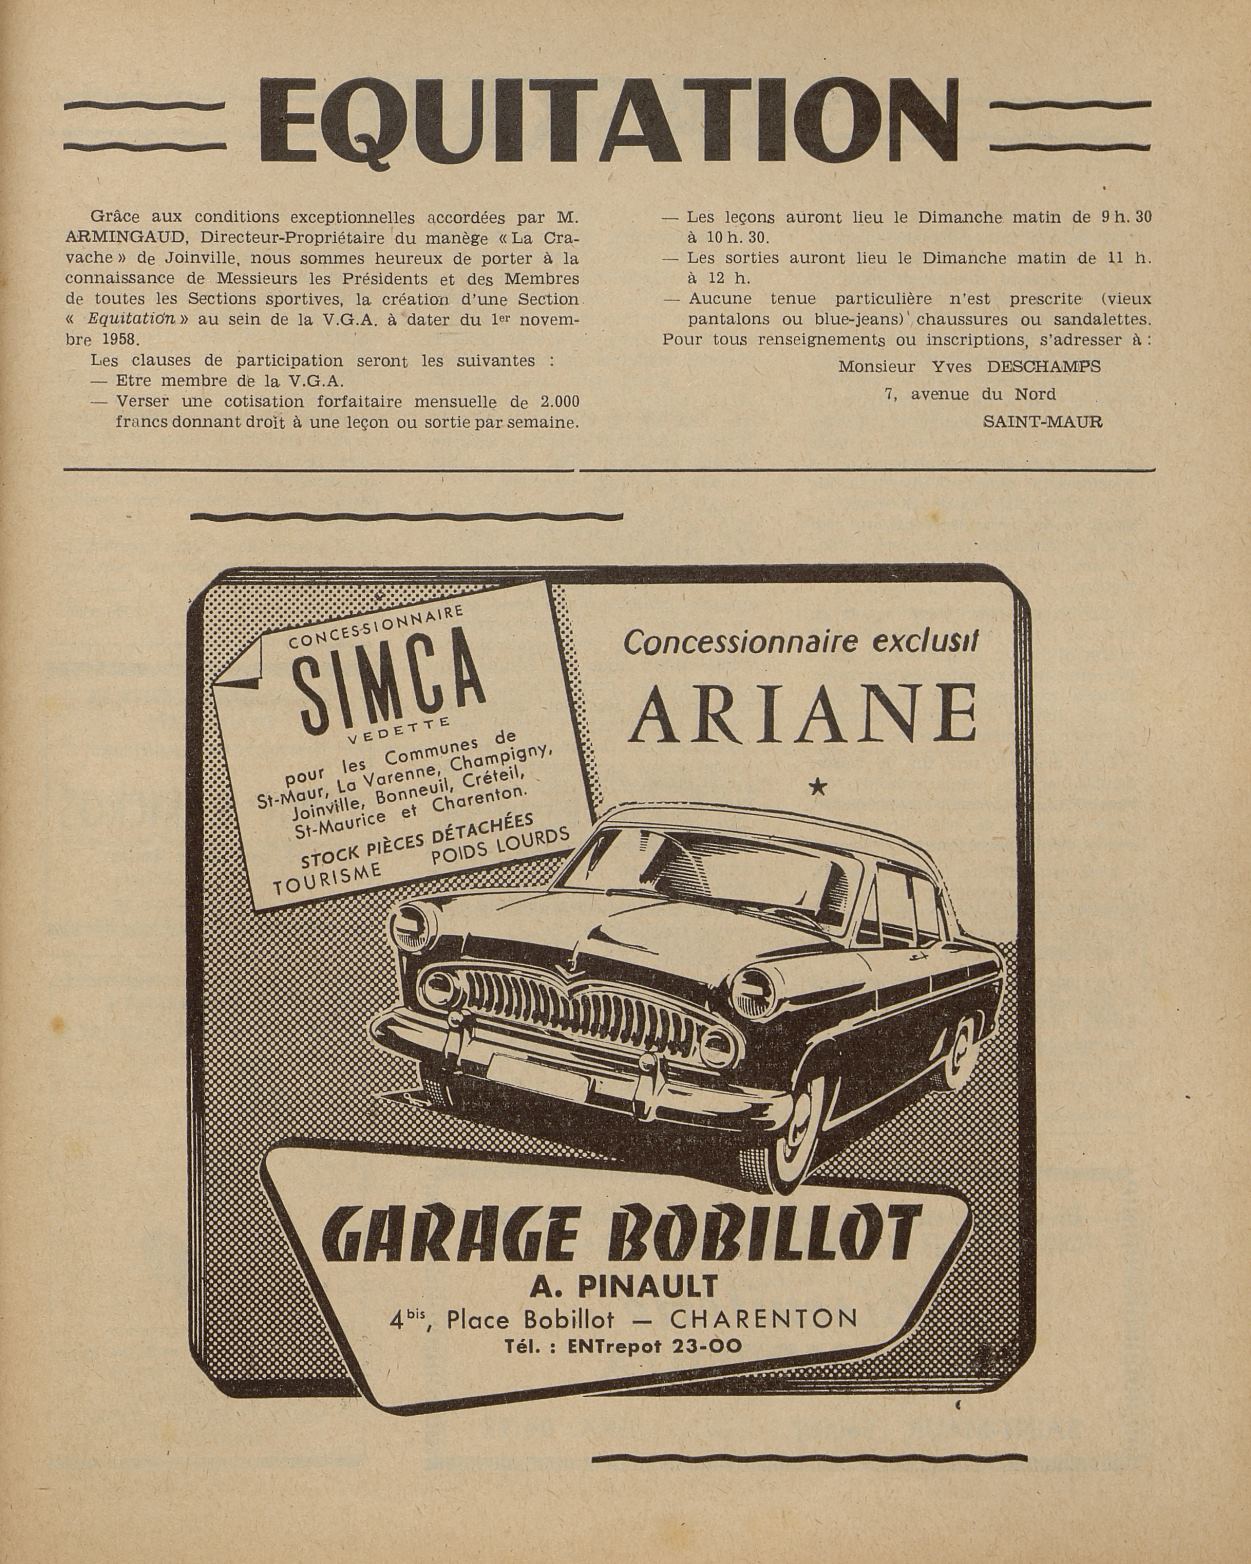 EQUITATION
Grâce aux conditions exceptionnelles accordées par M.
ARMINGAUD, Directeur-Propriétaire du manège « La Cra-
vache » de Joinville, nous sommes heureux de porter à la
connaissance de Messieurs les Présidents et des Membres
de toutes les Sections sportives, la création d'une Section
« Equitation » au sein de la V.G.A. à dater du 1er novem-
bre 1958.
Les clauses de participation seront les suivantes :
— Etre membre de la V.G.A.
— Verser une cotisation forfaitaire mensuelle de 2.000
francs donnant droit à une leçon ou sortie par semaine.
— Les leçons auront lieu le Dimanche matin de 9 h. 30
à 10 h. 30.
— Les sorties auront lieu le Dimanche matin de 11 h.
à 12 h.
— Aucune tenue particulière n'est prescrite (vieux
pantalons ou blue-jeans) chaussures ou sandalettes.
Pour tous renseignements ou inscriptions, s'adresser à :
Monsieur Yves DESCHAMPS
7, avenue du Nord
SAINT-MAUR
CONCESSIONNAIRE
SIMCA
VEDETTE
pour les Communes de
St-Maur, La Varenne, Champigny,
Joinville, Bonneuil, Créteil,
St-Maurice et Charenton.
STOCK PIÈCES DÉTACHÉES
TOURISME POIDS LOURDS
Concessionnaire exclusif
ARIANE
GARAGE BOBILLOT
A. PINAULT
4bis, Place Bobillot — CHARENTON
Tél. : ENTrepot 23-00